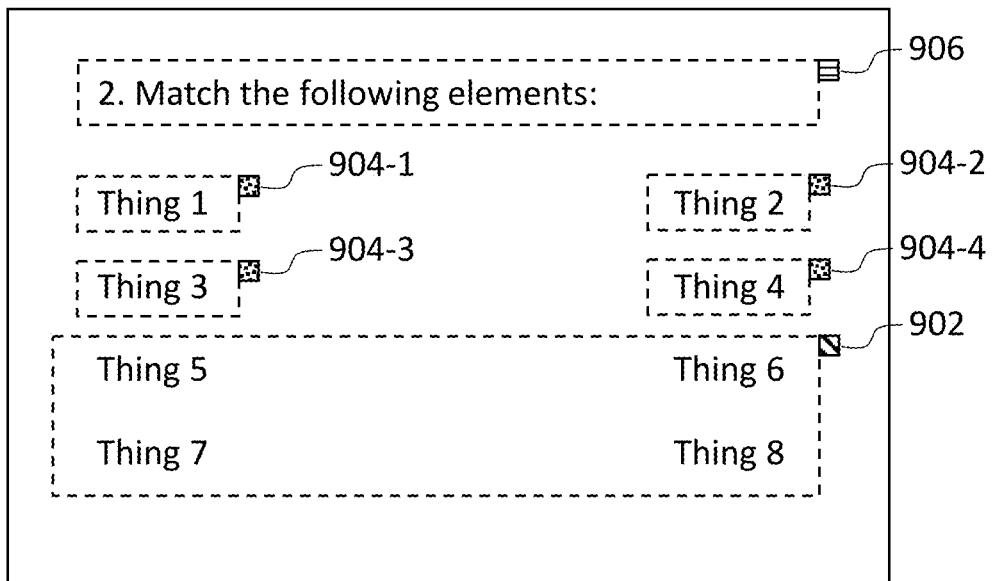 906
2. Match the following elements:
904-1
904-2
Thing 1
Thing 2
904-3
904-4
Thing 3
Thing 4
902
Thing 5
Thing 6
Thing 7
Thing 8